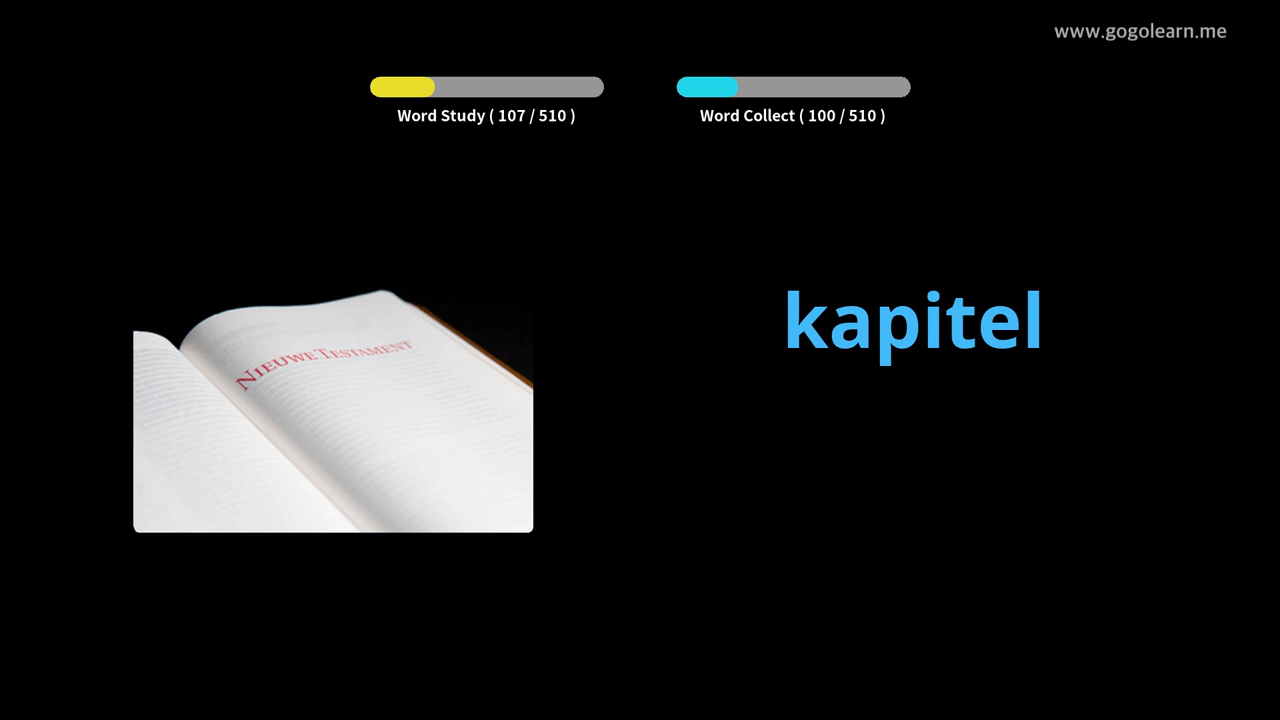 www.gogolearn.me
Word Study ( 107 / 510 )
Word Collect ( 100 / 510 )
NIEUWE TESTAMENT
kapitel